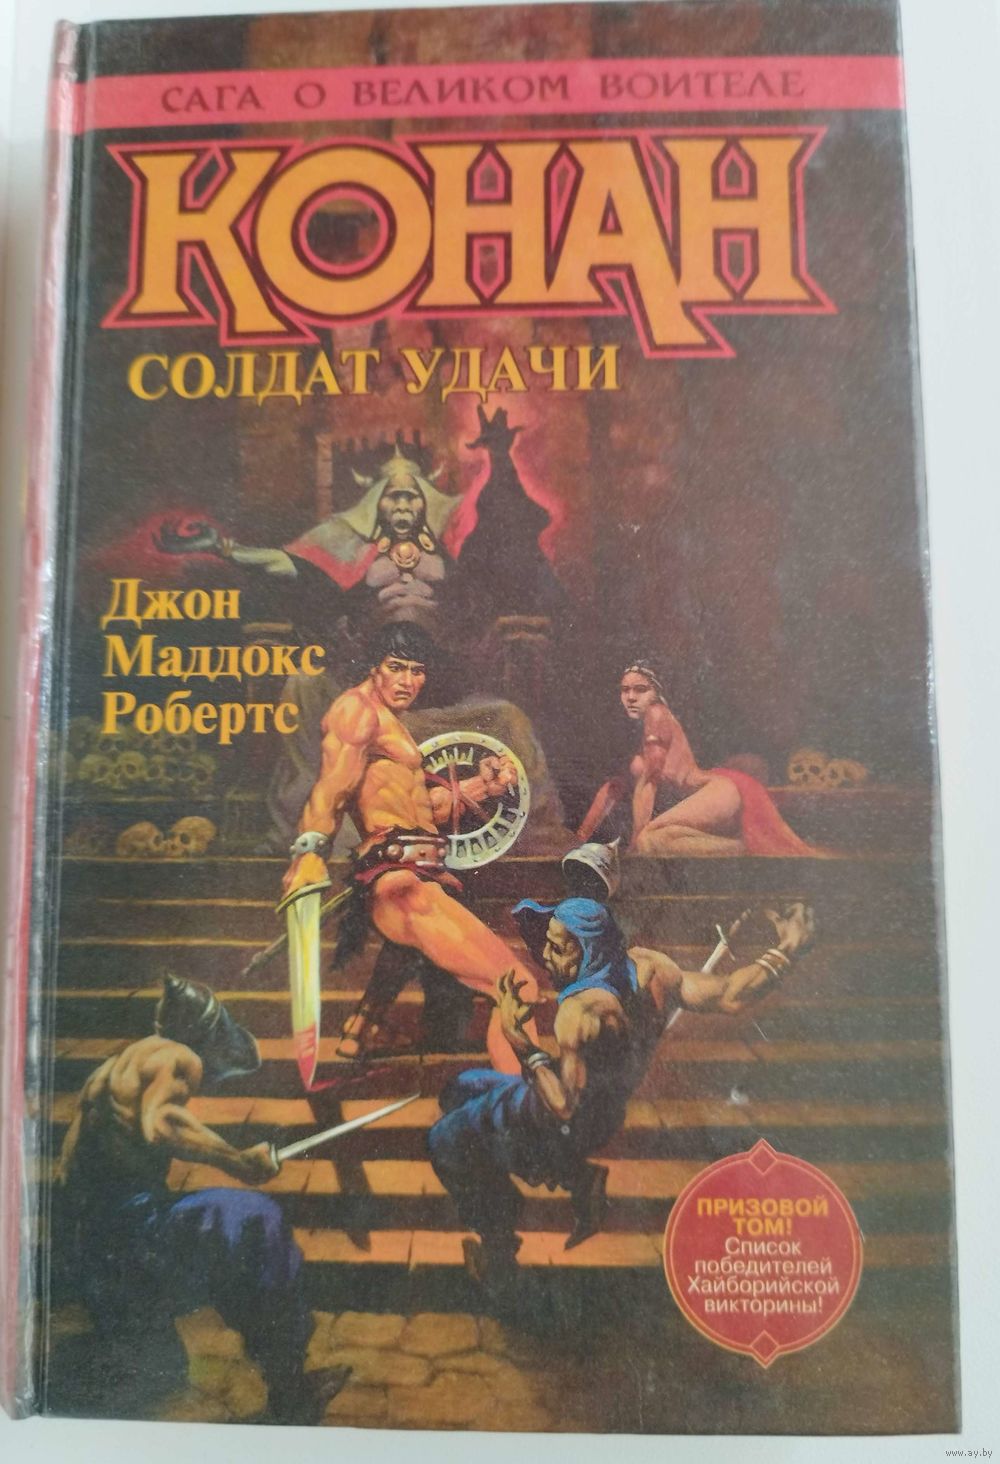 САГА О ВЕЛИКОМ ВОИТЕЛЕ
КОНАН
СОЛДАТ УДАЧИ
Джон
Маддокс
Робертс
ПРИЗОВОЙ
ТОМ!
Список
победителей
Хайборийской
викторины!
www.ay.by